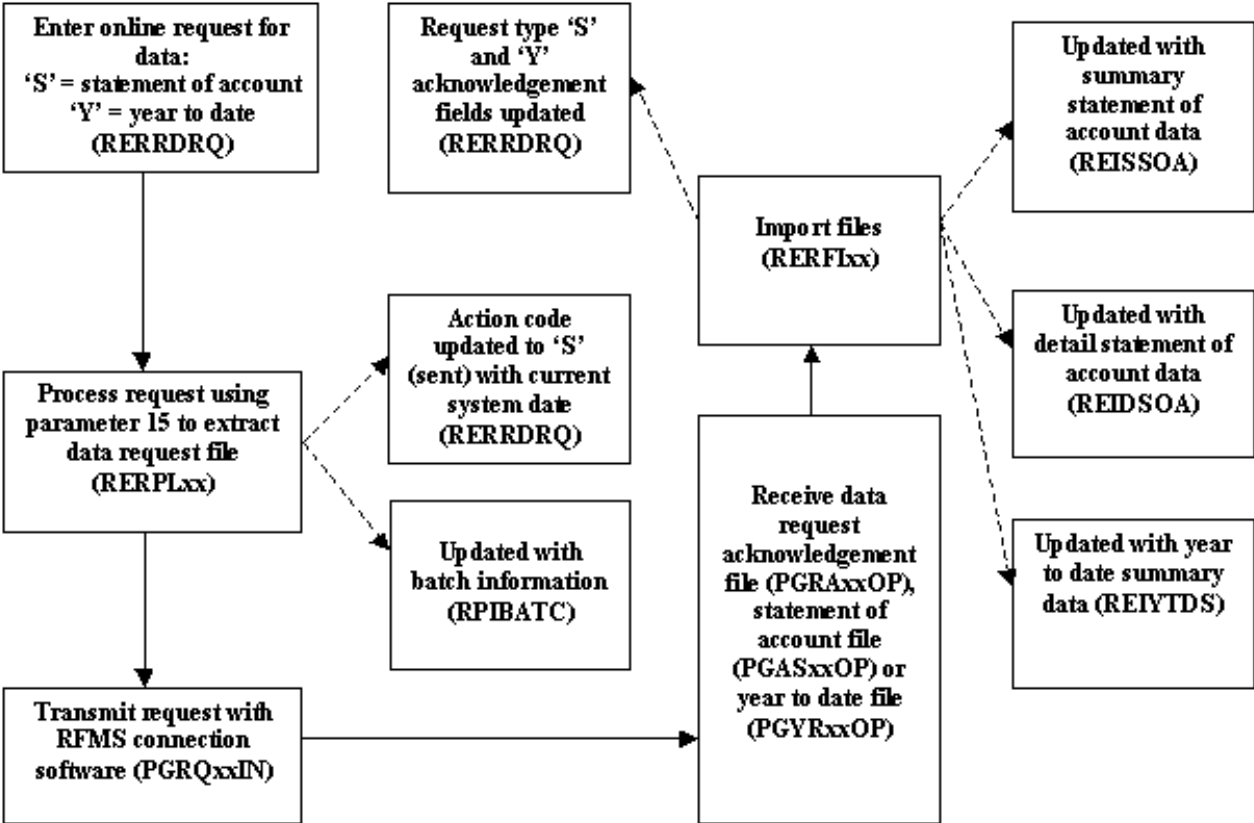 Enter online request for
data:
‘S’ = statement of account
‘Y’ = year to date
(RERRDRQ)
Request type ‘S’
and ‘Y’
acknowledgement
fields updated
(RERRDRQ)
Updated with
summary
statement of
account data
(REISSOA)
Import files
(RERFIxx)
Action code
updated to ‘S’
(sent) with current
system date
(RERRDRQ)
Updated with
detail statement of
account data
(REIDSOA)
Process request using
parameter 15 to extract
data request file
(RERPLxx)
Receive data
request
acknowledgement
file (PGRAxxOP),
statement of
account file
(PGASxxOP) or
year to date file
(PGYRxxOP)
Updated with
batch information
(RPIBATC)
Updated with year
to date summary
data (REIYTDS)
Transmit request with
RFMS connection
software (PGRQxxIN)